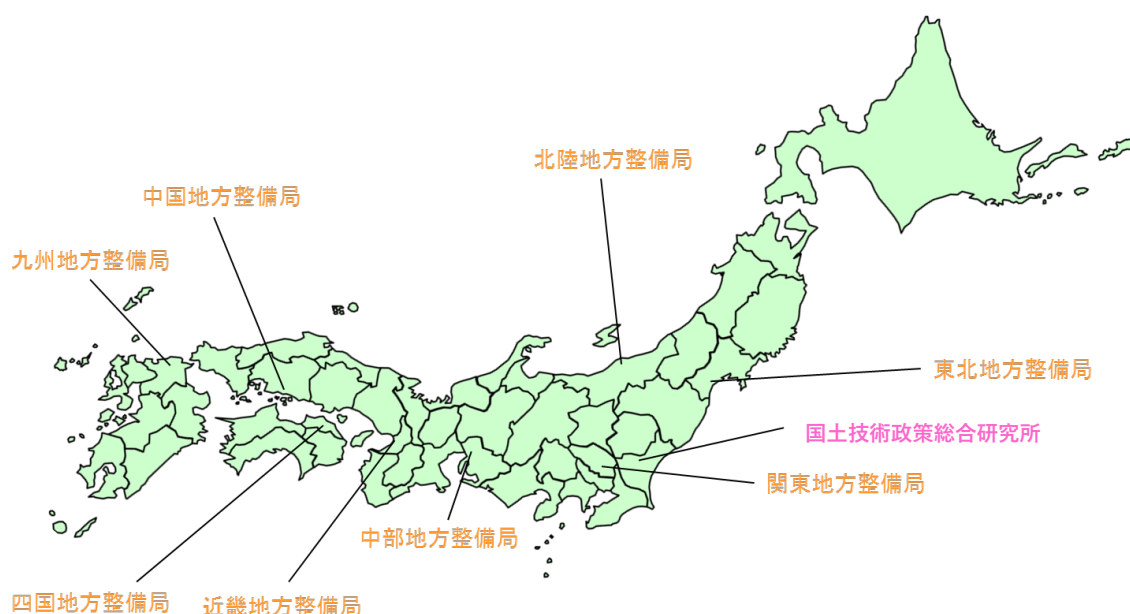 北陸地方整備局
中国地方整備局
九州地方整備局
東北地方整備局
国土技術政策総合研究所
関東地方整備局
中部地方整備局
四国地方整備局
近畿地方整備局